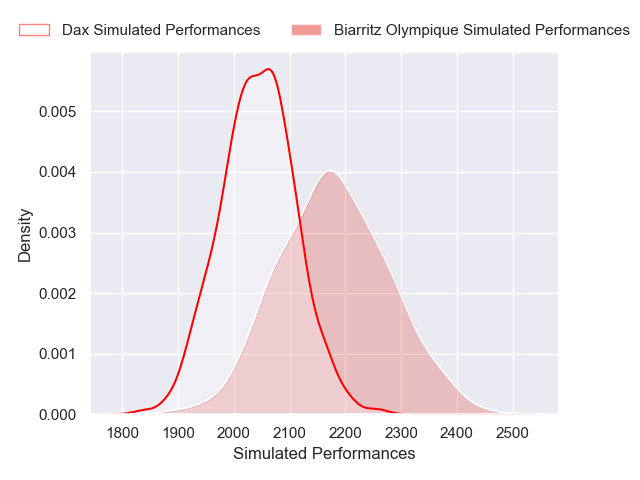 Dax Simulated Performances
Biarritz Olympique Simulated Performances
Density
0.005
0.004
0.003
0.002
0.001
0.000
1800 1900 2000 2100 2200 2300 2400 2500
Simulated Performances